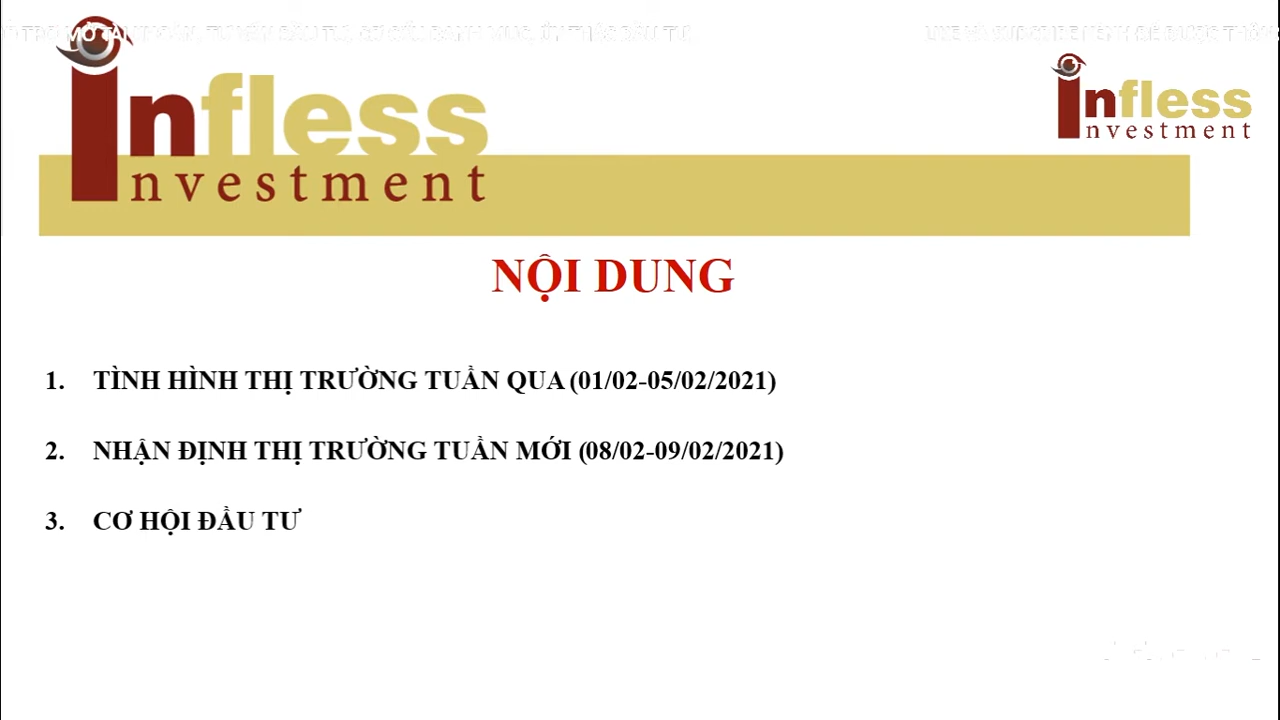 Infless
Investment
Infless
Investment
NỘI DUNG
1. TÌNH HÌNH THỊ TRƯỜNG TUẦN QUA (01/02-05/02/2021)
2. NHẬN ĐỊNH THỊ TRƯỜNG TUẦN MỚI (08/02-09/02/2021)
3. CƠ HỘI ĐẦU TƯ